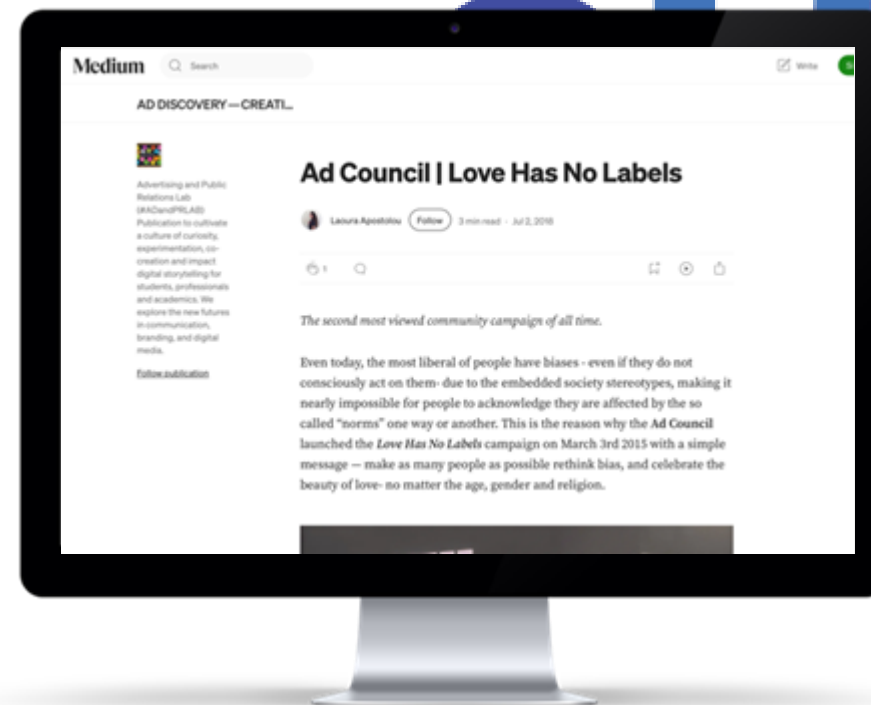 Medium
Search
Write
AD DISCOVERY — CREATI...
Advertising and Public
Relations Lab
(#ADandPRLAB)
Publication to cultivate
a culture of curiosity,
experimentation, co-
creation and impact
digital storytelling for
students, professionals
and academics. We
explore the new futures
in communication,
branding, and digital
media.
Follow publication
Ad Council | Love Has No Labels
Laoura Apostolou Follow 3 min read · Jul 2, 2018
1
The second most viewed community campaign of all time.
Even today, the most liberal of people have biases - even if they do not
consciously act on them- due to the embedded society stereotypes, making it
nearly impossible for people to acknowledge they are affected by the so
called “norms” one way or another. This is the reason why the Ad Council
launched the Love Has No Labels campaign on March 3rd 2015 with a simple
message — make as many people as possible rethink bias, and celebrate the
beauty of love- no matter the age, gender and religion.